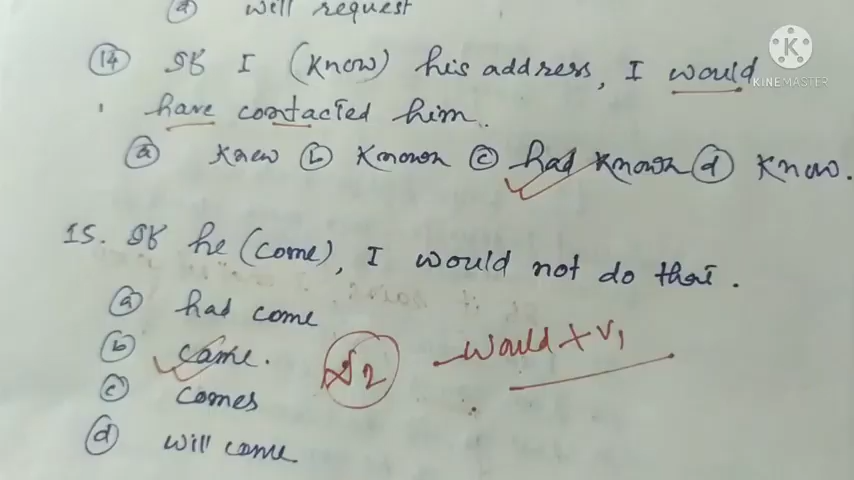 (d) will request
(14) If I (know) his address, I would
have contacted him.
(a) Knew (b) Known (c) had known (d) Know.
15. If he (come), I would not do that.
(a) had come
(b) came.
(c) comes
(d) will come
would + V1
K
KINEMASTER